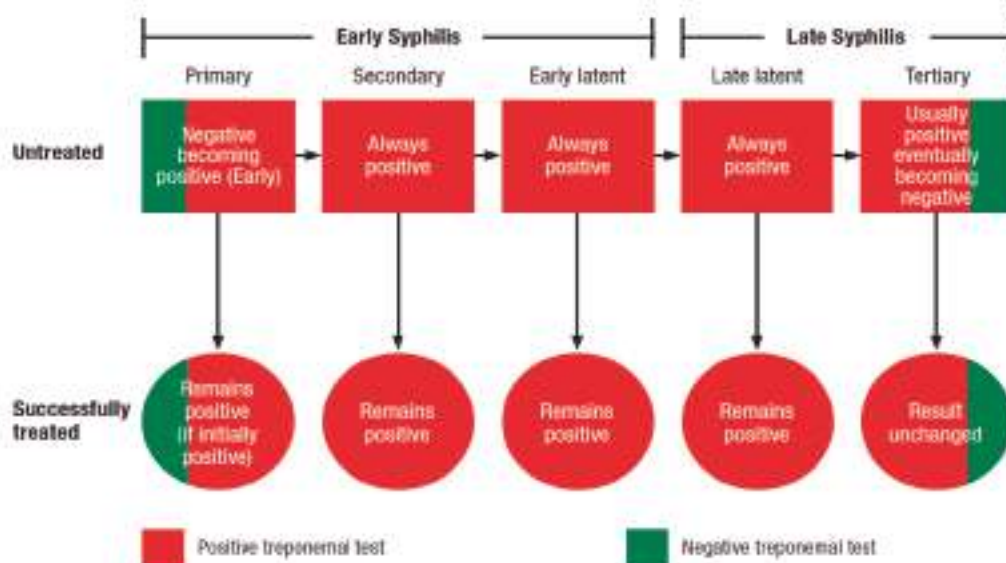 Early Syphilis
Late Syphilis
Primary
Secondary
Early latent
Late latent
Tertiary
Untreated
Negative
becoming
positive (Early)
Always
positive
Always
positive
Always
positive
Usually
positive
eventually
becoming
negative
Successfully
treated
Remains
positive
(if initially
positive)
Remains
positive
Remains
positive
Remains
positive
Result
unchanged
Positive treponemal test
Negative treponemal test